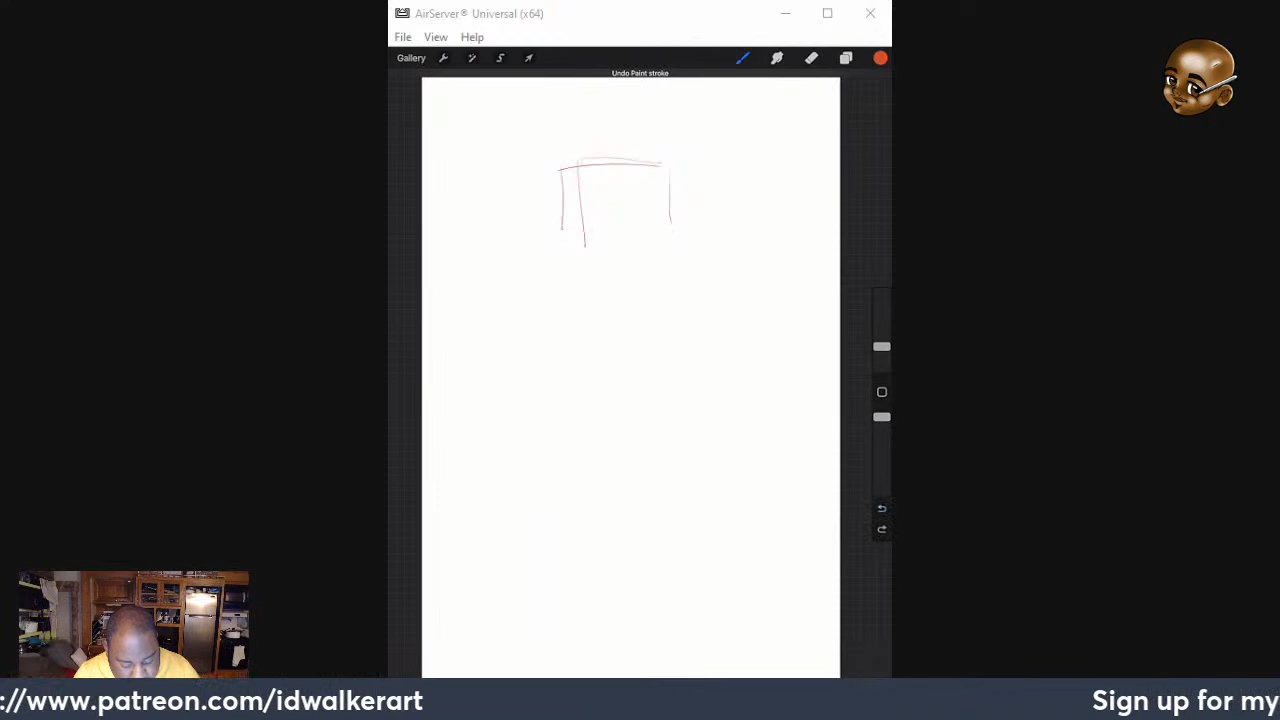 AirServer® Universal (x64)
File View Help
Gallery
Undo Paint stroke
://www.patreon.com/idwalkerart
Sign up for my